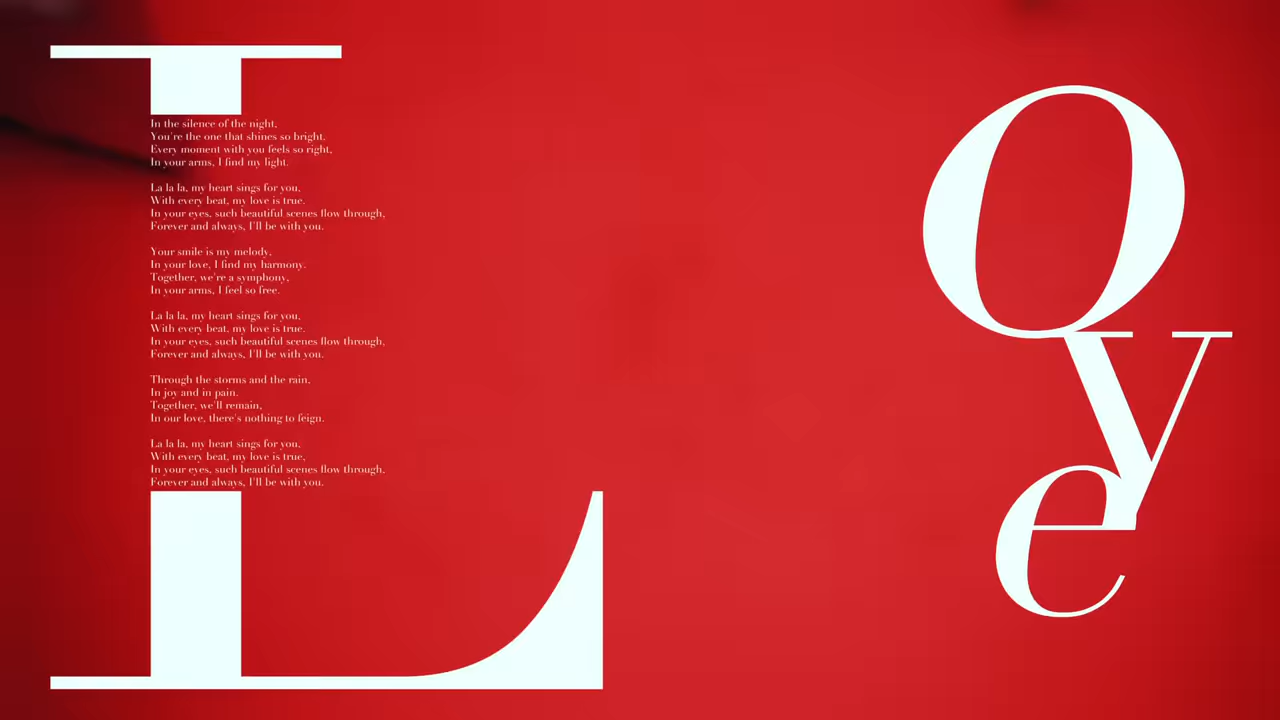 L
In the silence of the night,
You're the one that shines so bright.
Every moment with you feels so right,
In your arms, I find my light.
La la la, my heart sings for you,
With every beat, my love is true.
In your eyes, such beautiful scenes flow through,
Forever and always, I'll be with you.
Your smile is my melody,
In your love, I find my harmony.
Together, we're a symphony,
In your arms, I feel so free.
La la la, my heart sings for you,
With every beat, my love is true.
In your eyes, such beautiful scenes flow through,
Forever and always, I'll be with you.
Through the storms and the rain,
In joy and in pain.
Together, we'll remain,
In our love, there's nothing to feign.
La la la, my heart sings for you,
With every beat, my love is true,
In your eyes, such beautiful scenes flow through.
Forever and always, I'll be with you.
O
v
e